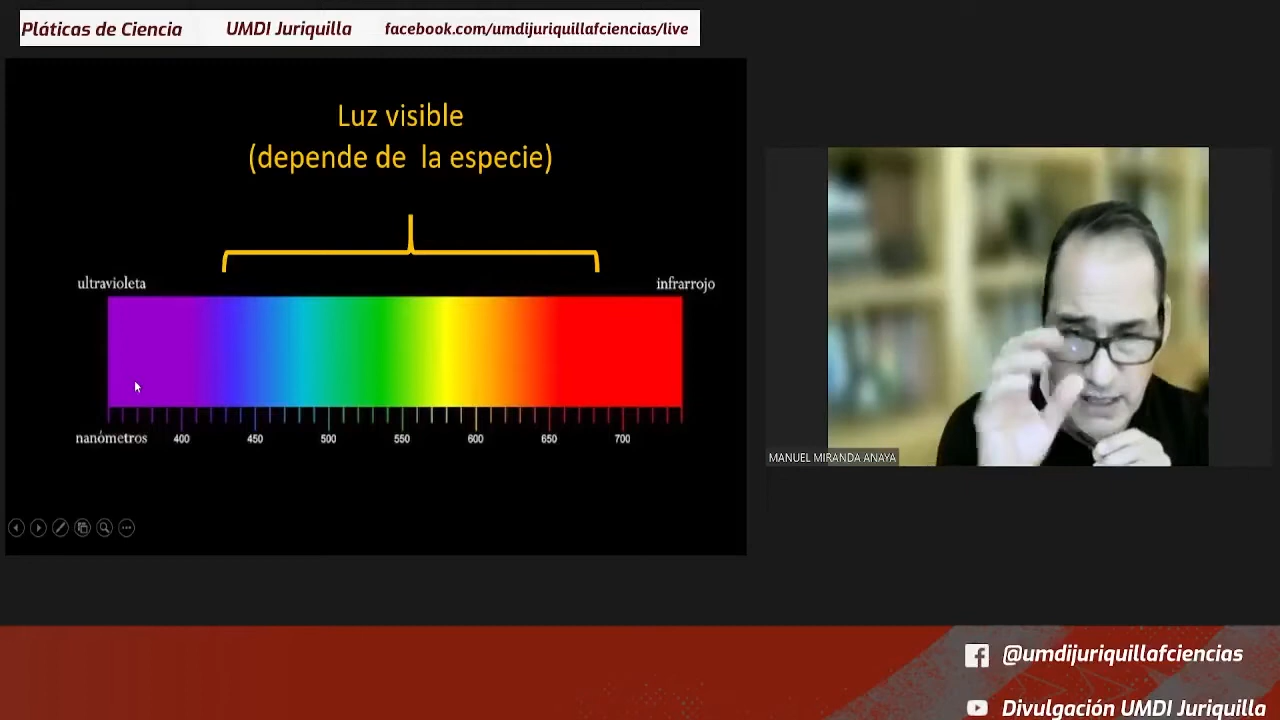 Pláticas de Ciencia UMDI Juriquilla facebook.com/umdijuriquillafciencias/live
Luz visible
(depende de la especie)
ultravioleta infrarrojo
nanómetros 400 450 500 550 600 650 700
MANUEL MIRANDA ANAYA
@umdijuriquillafciencias
Divulgación UMDI Juriquilla